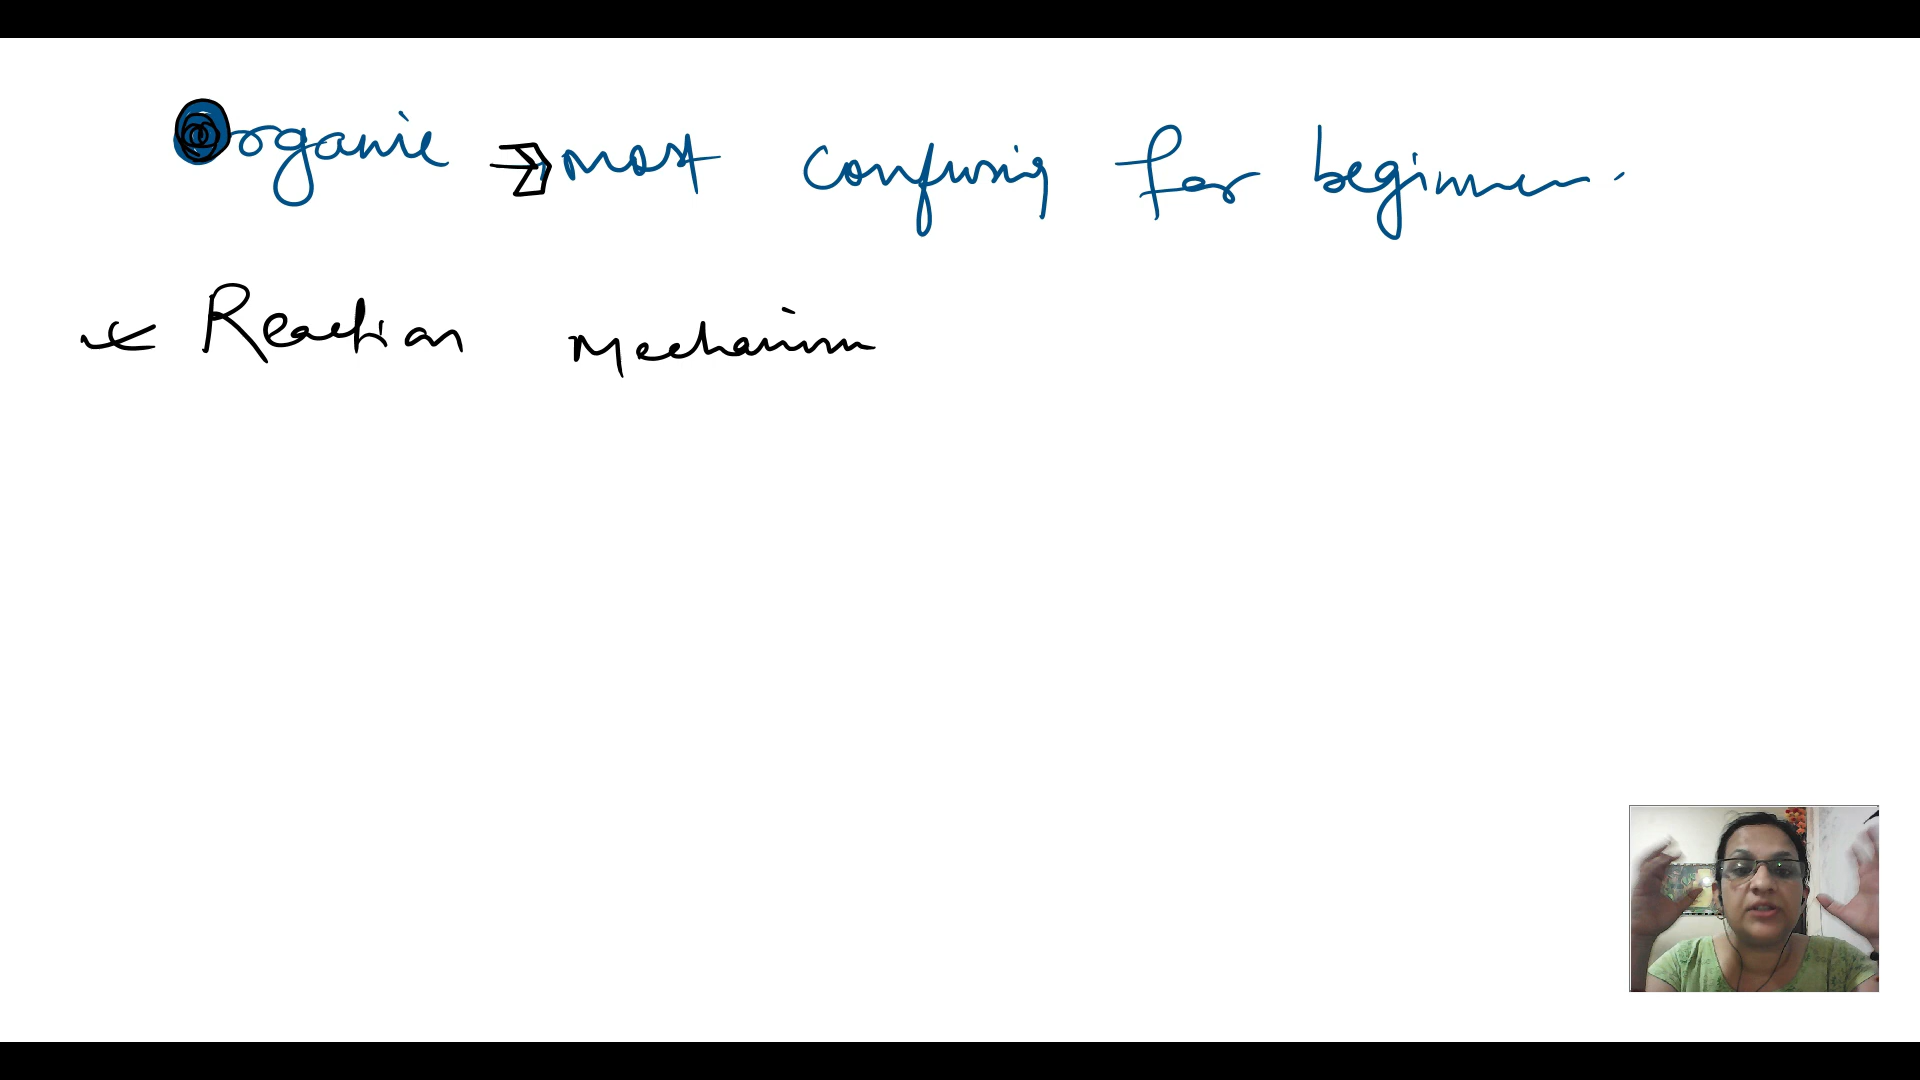 Organic → most confusing for beginners.
* Reaction Mechanism